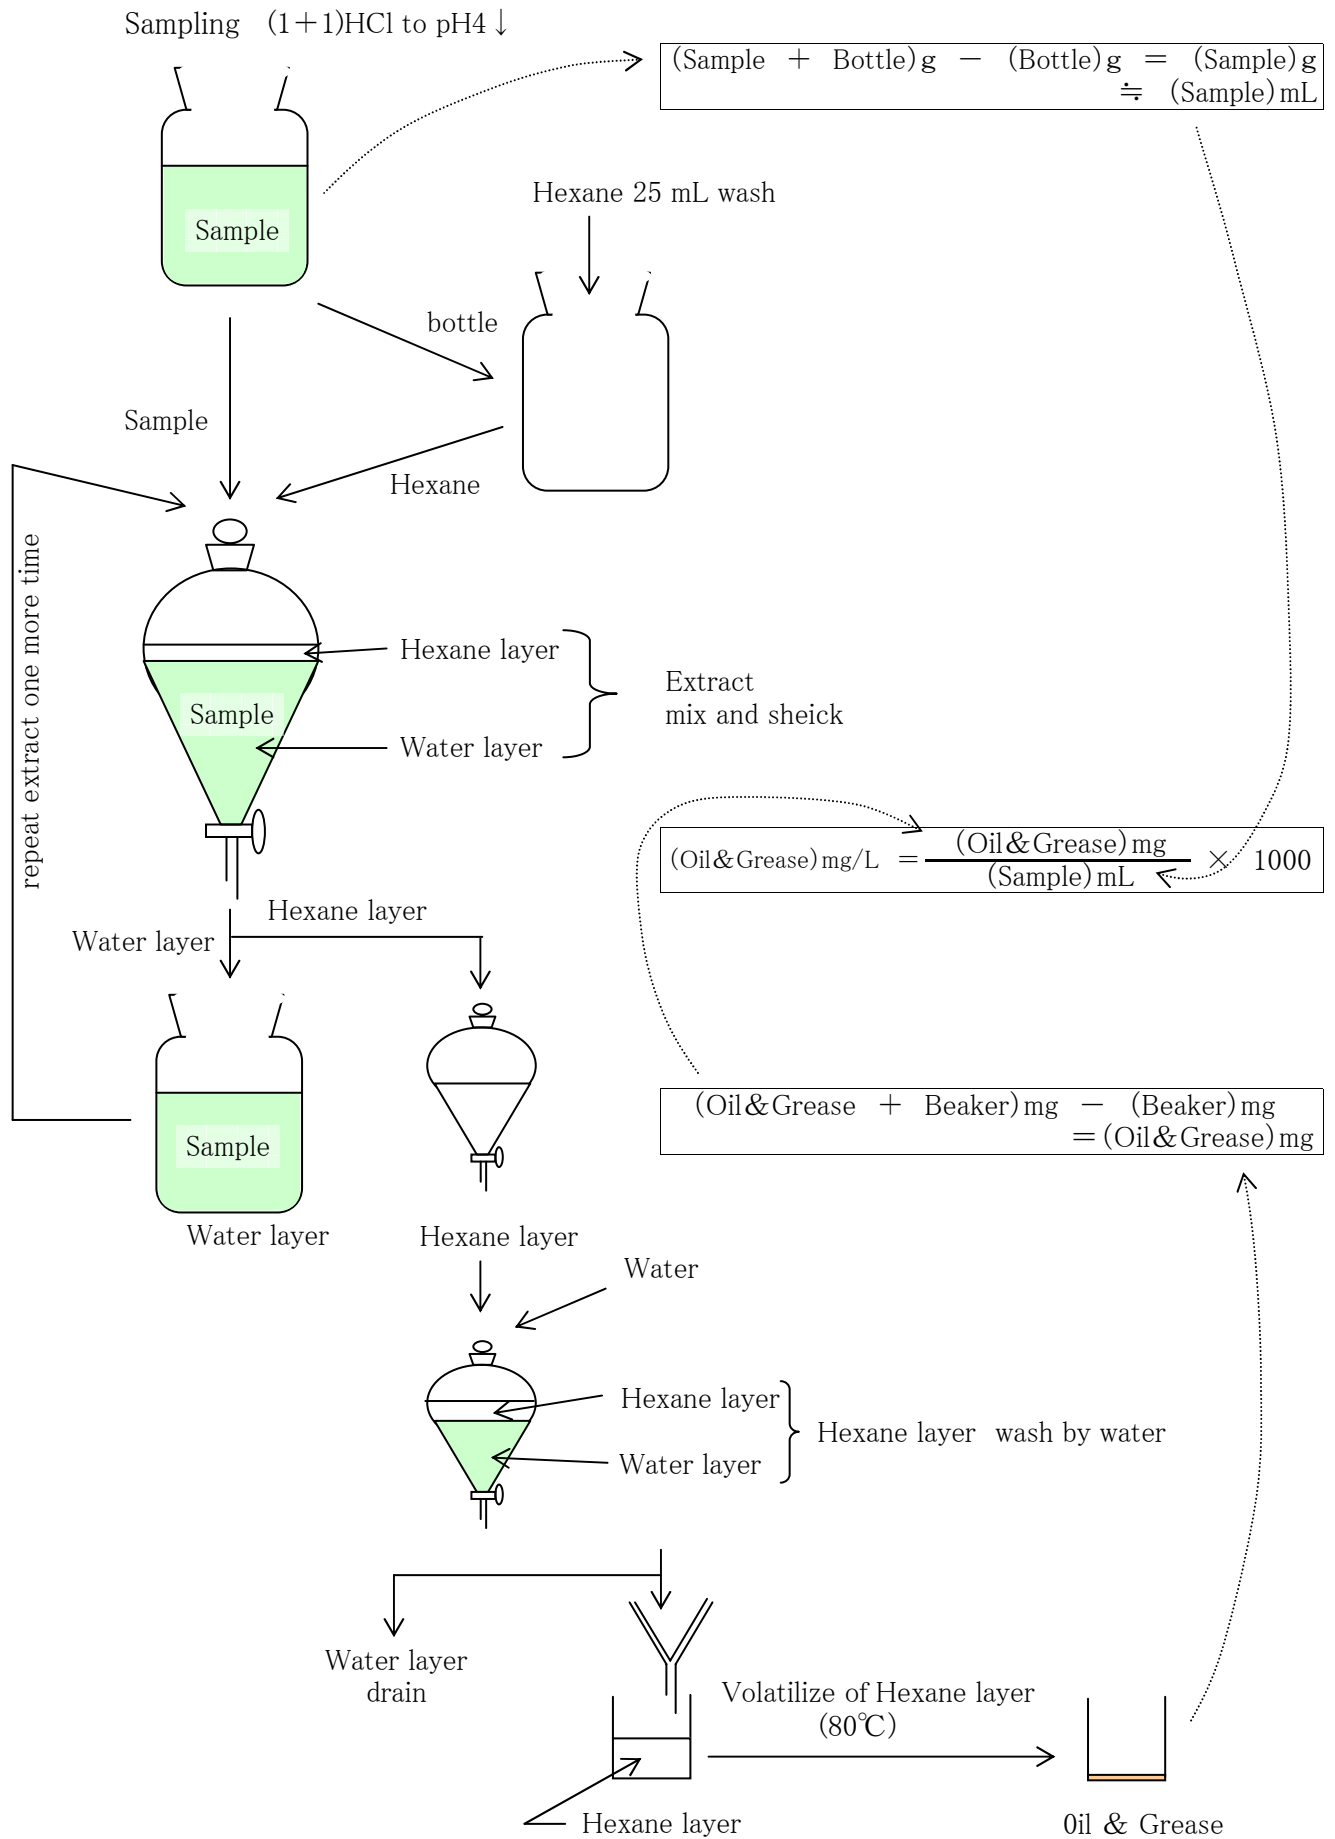 Sampling (1+1)HCl to pH4↓
(Sample + Bottle)g − (Bottle)g = (Sample)g
≒ (Sample)mL
Hexane 25 mL wash
Sample
bottle
Sample
Hexane
repeat extract one more time
Hexane layer
Extract
mix and sheick
Sample
Water layer
(Oil&Grease)mg/L = (Oil&Grease)mg × 1000
(Sample)mL
Hexane layer
Water layer
(Oil&Grease + Beaker)mg − (Beaker)mg
=(Oil&Grease)mg
Sample
Water layer
Hexane layer
Water
Hexane layer
Hexane layer wash by water
Water layer
Water layer
drain
Volatilize of Hexane layer
(80℃)
Hexane layer
0il & Grease